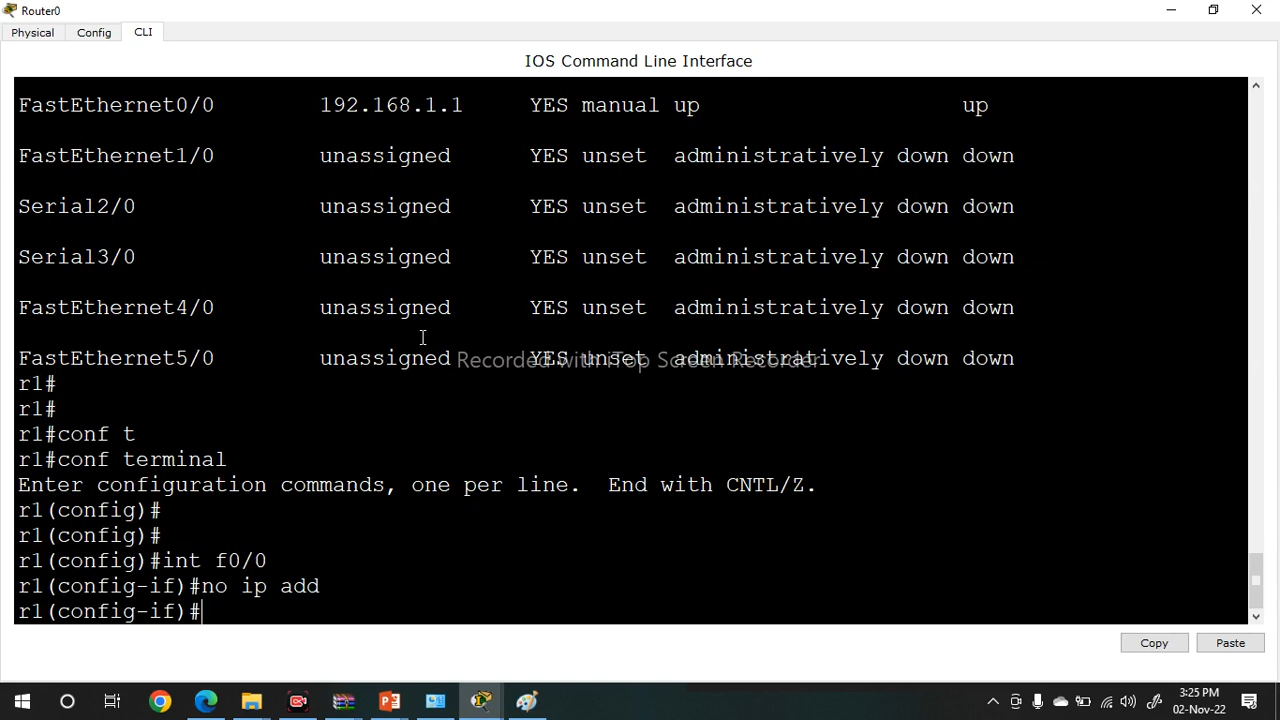 Router0
Physical Config CLI
IOS Command Line Interface
FastEthernet0/0 192.168.1.1 YES manual up up
FastEthernet1/0 unassigned YES unset administratively down down
Serial2/0 unassigned YES unset administratively down down
Serial3/0 unassigned YES unset administratively down down
FastEthernet4/0 unassigned YES unset administratively down down
FastEthernet5/0 unassigned YES unset administratively down down
Recorded with iTop Screen Recorder
r1#
r1#
r1#conf t
r1#conf terminal
Enter configuration commands, one per line. End with CNTL/Z.
r1(config)#
r1(config)#
r1(config)#int f0/0
r1(config-if)#no ip add
r1(config-if)#
Copy Paste
3:25 PM
02-Nov-22